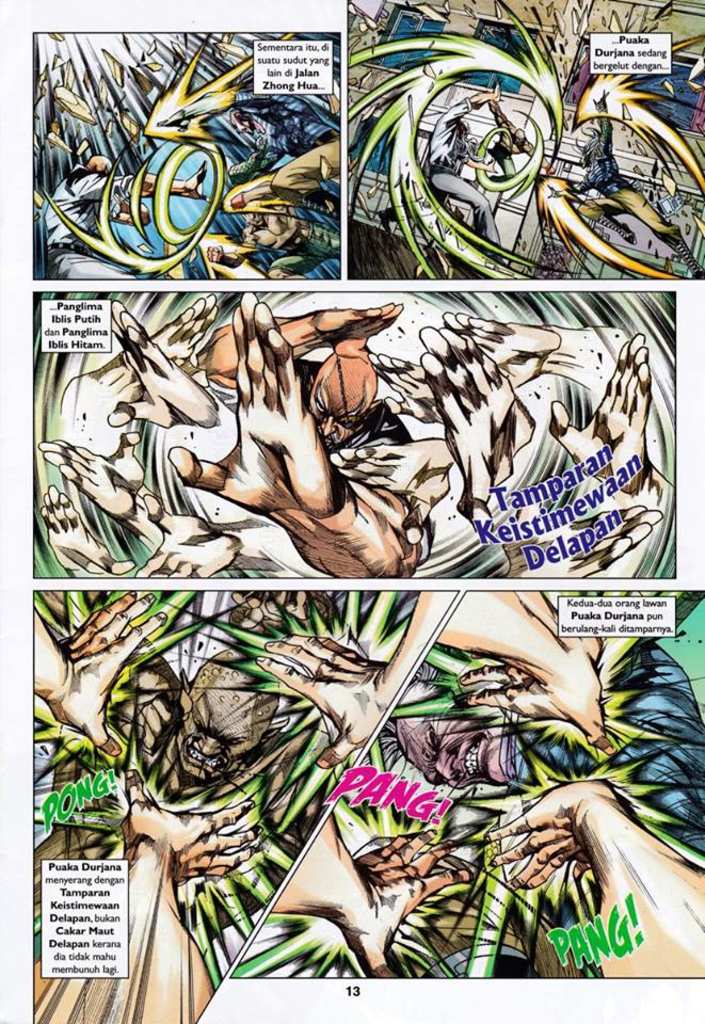 Sementara itu, di
suatu sudut yang
lain di Jalan
Zhong Hua...
...Puaka
Durjana sedang
bergelut dengan...
...Panglima
Iblis Putih
dan Panglima
Iblis Hitam.
Tamparan
Keistimewaan
Delapan
Kedua-dua orang lawan
Puaka Durjana pun
berulang-kali ditamparnya.
PONG!
PANG!
Puaka Durjana
menyerang dengan
Tamparan
Keistimewaan
Delapan, bukan
Cakar Maut
Delapan kerana
dia tidak mahu
membunuh lagi.
PANG!
13